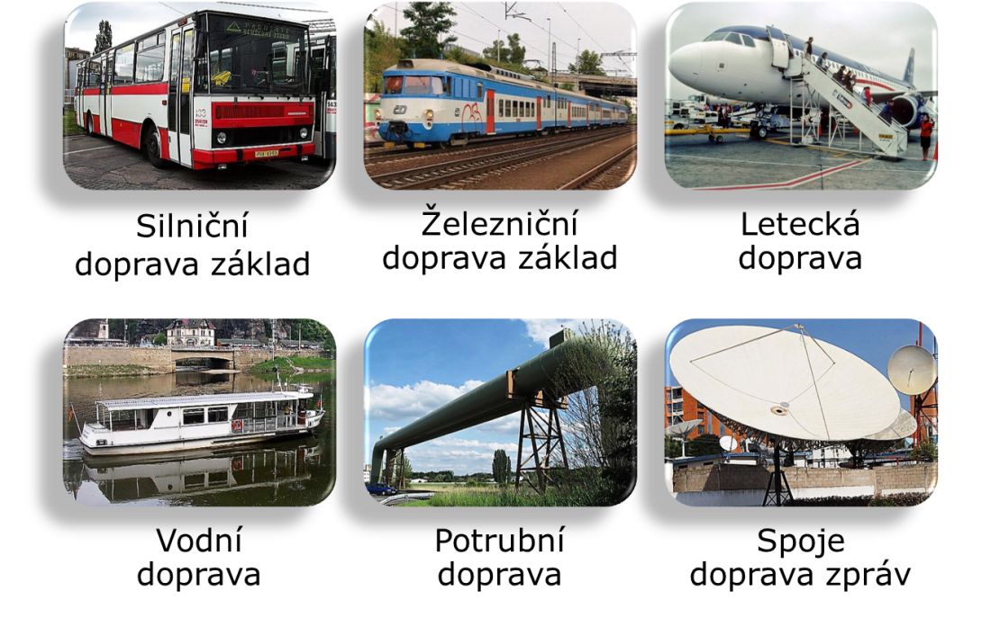 Silniční
doprava základ
Železniční
doprava základ
Letecká
doprava
Vodní
doprava
Potrubní
doprava
Spoje
doprava zpráv